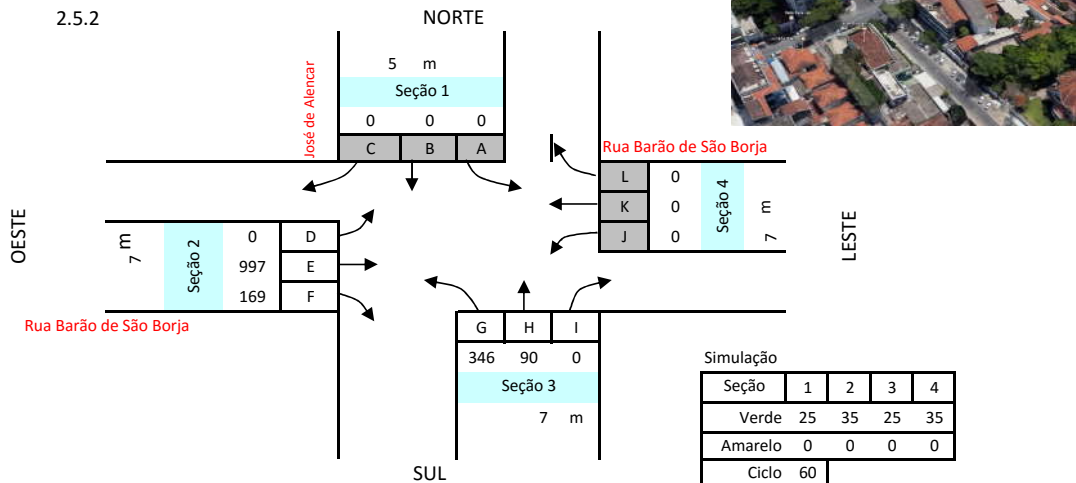 2.5.2
NORTE
5 m
Seção 1
0 0 0
C B A
José de Alencar
Rua Barão de São Borja
L 0
K 0
J 0
Seção 4
7 m
LESTE
OESTE
7 m
Seção 2
0 D
997 E
169 F
Rua Barão de São Borja
G H I
346 90 0
Seção 3
7 m
SUL
Simulação
Seção 1 2 3 4
Verde 25 35 25 35
Amarelo 0 0 0 0
Ciclo 60